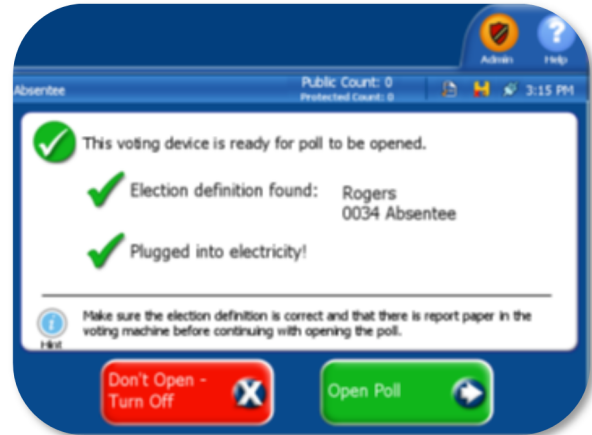 Admin
Help
Absentee
Public Count: 0
Protected Count: 0
3:15 PM
This voting device is ready for poll to be opened.
Election definition found:
Rogers
0034 Absentee
Plugged into electricity!
Make sure the election definition is correct and that there is report paper in the
voting machine before continuing with opening the poll.
Hint
Don't Open -
Turn Off
Open Poll